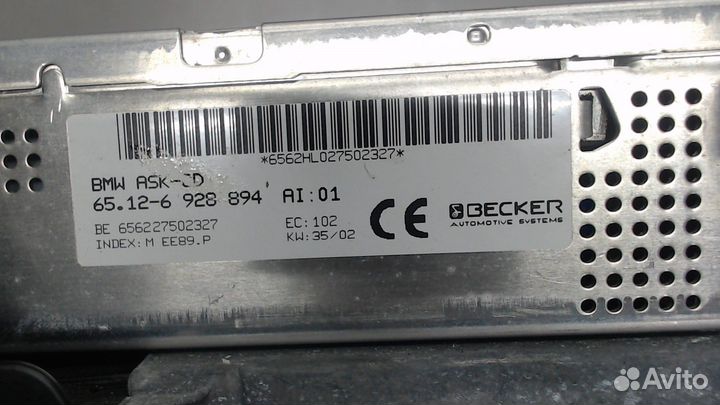 *6562HL027502327*
BMW ASK-CD
65.12-6 928 894 AI:01
BE 656227502327 EC:102
INDEX: M EE89.P KW:35/02
CE
BECKER
AUTOMOTIVE SYSTEMS
Avito